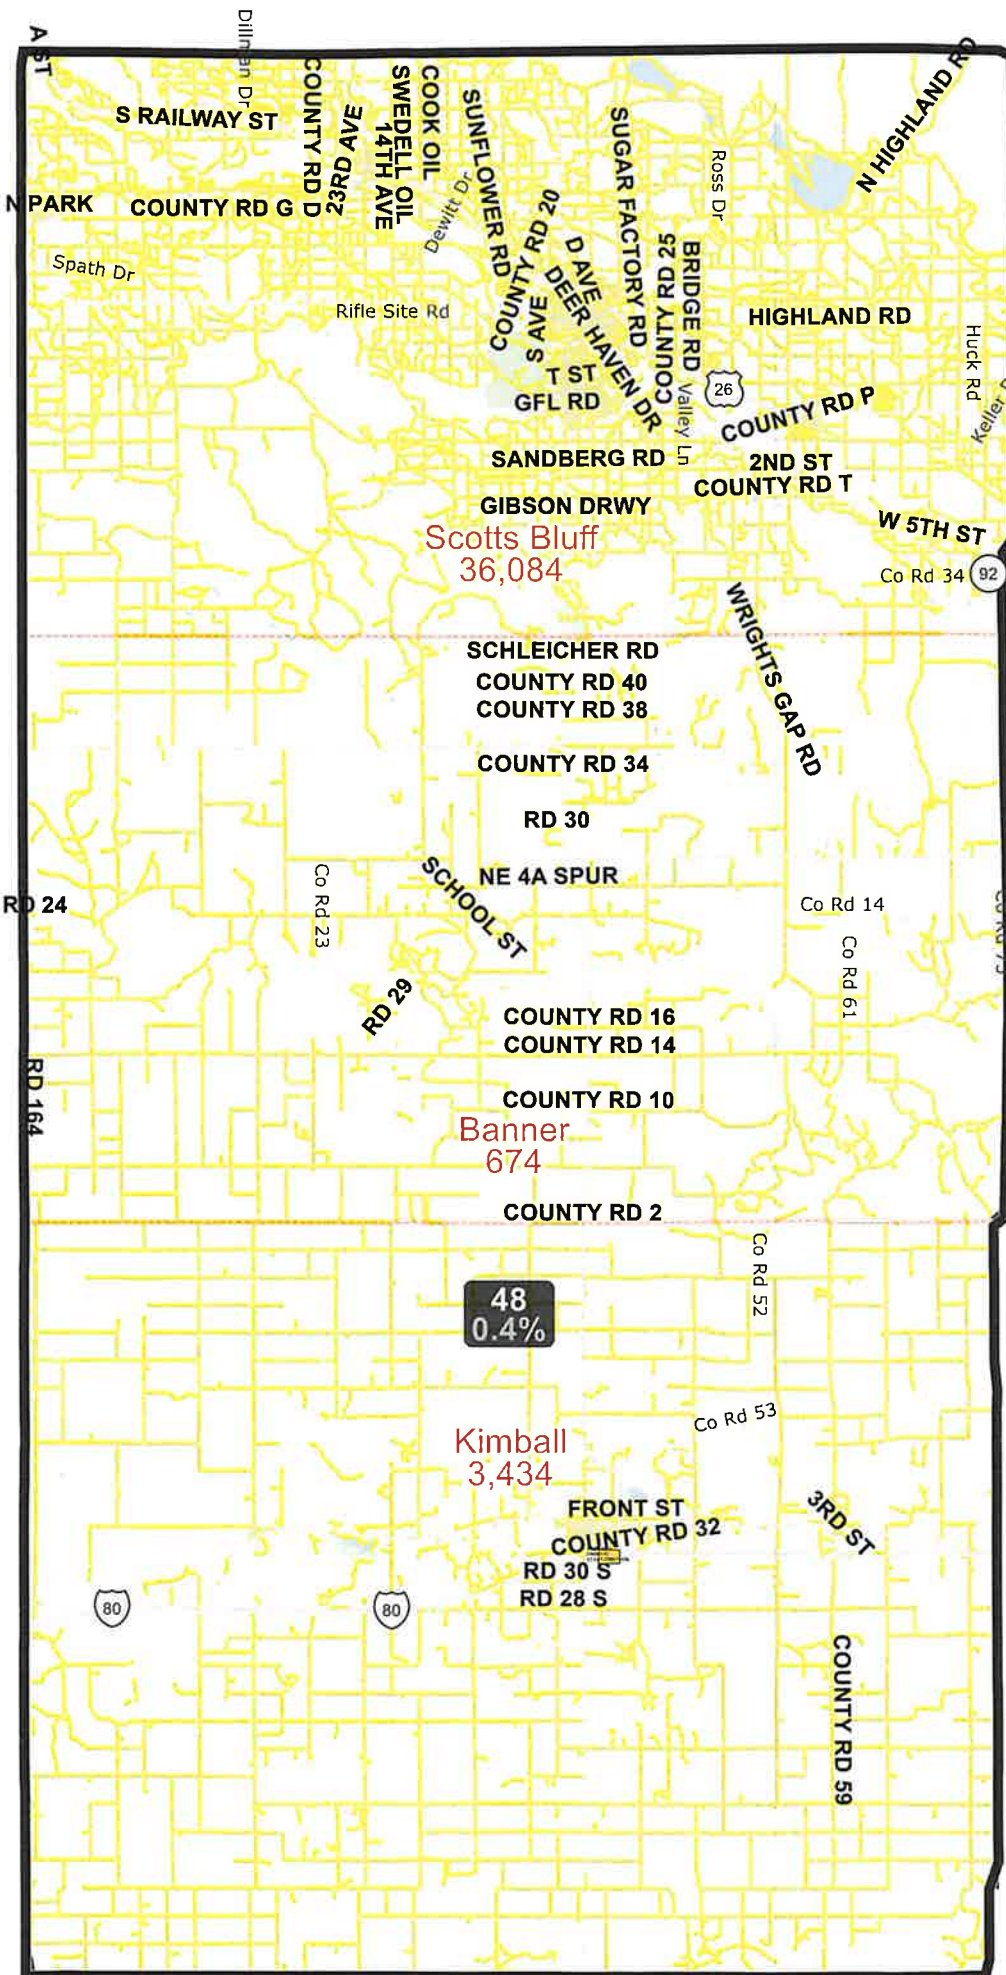 A ST
Dillman Dr
S RAILWAY ST
COUNTY RD D
23RD AVE
SWEDELL OIL
14TH AVE
COOK OIL
SUNFLOWER RD
SUGAR FACTORY RD
Ross Dr
N HIGHLAND RD
N PARK
COUNTY RD G
Dewitt Dr
COUNTY RD 20
D AVE
COUNTY RD 25
BRIDGE RD
Spath Dr
Rifle Site Rd
S AVE
DEER HAVEN DR
HIGHLAND RD
Huck Rd
T ST
26
GFL RD
Valley Ln
COUNTY RD P
Keller
SANDBERG RD
2ND ST
COUNTY RD T
GIBSON DRWY
W 5TH ST
Scotts Bluff
36,084
Co Rd 34
92
WRIGHTS GAP RD
SCHLEICHER RD
COUNTY RD 40
COUNTY RD 38
COUNTY RD 34
RD 30
NE 4A SPUR
SCHOOL ST
RD 24
Co Rd 23
Co Rd 14
Co Rd 61
RD 29
COUNTY RD 16
COUNTY RD 14
RD 164
COUNTY RD 10
Banner
674
COUNTY RD 2
Co Rd 52
48
0.4%
Co Rd 53
Kimball
3,434
FRONT ST
3RD ST
COUNTY RD 32
RD 30 S
RD 28 S
80
80
COUNTY RD 59